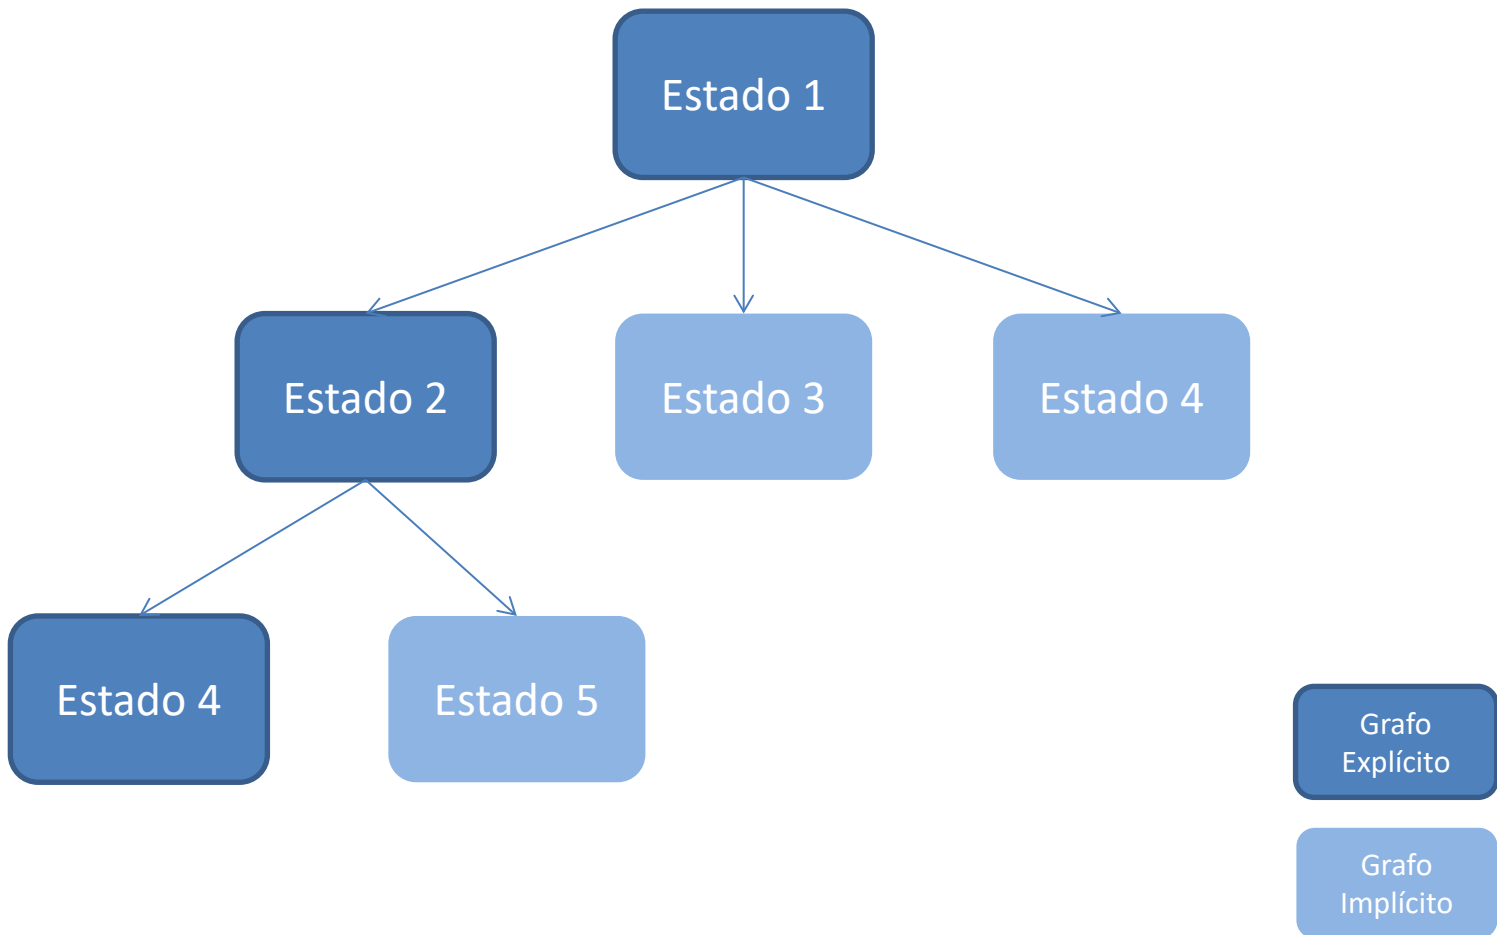 Estado 1
Estado 2
Estado 3
Estado 4
Estado 4
Estado 5
Grafo
Explícito
Grafo
Implícito